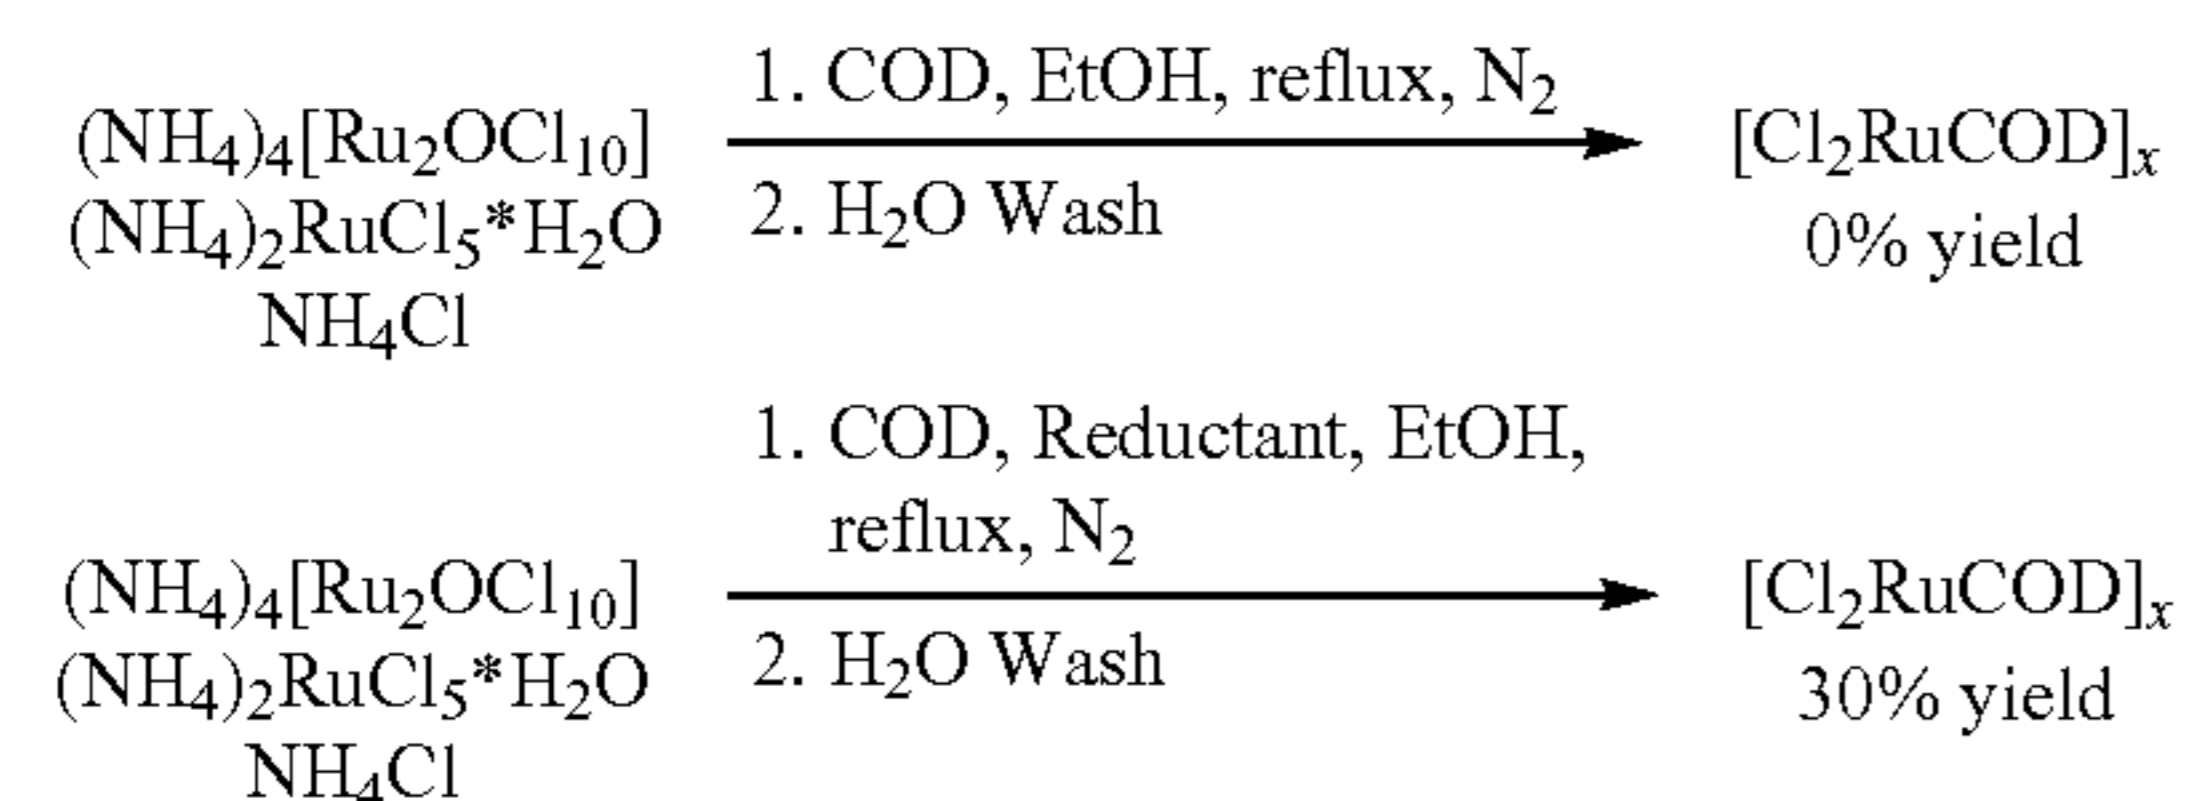 1. COD, EtOH, reflux, N₂
(NH₄)₄[Ru₂OCl₁₀]
(NH₄)₂RuCl₅*H₂O
NH₄Cl
2. H₂O Wash
[Cl₂RuCOD]ₓ
0% yield
1. COD, Reductant, EtOH,
reflux, N₂
(NH₄)₄[Ru₂OCl₁₀]
(NH₄)₂RuCl₅*H₂O
NH₄Cl
2. H₂O Wash
[Cl₂RuCOD]ₓ
30% yield